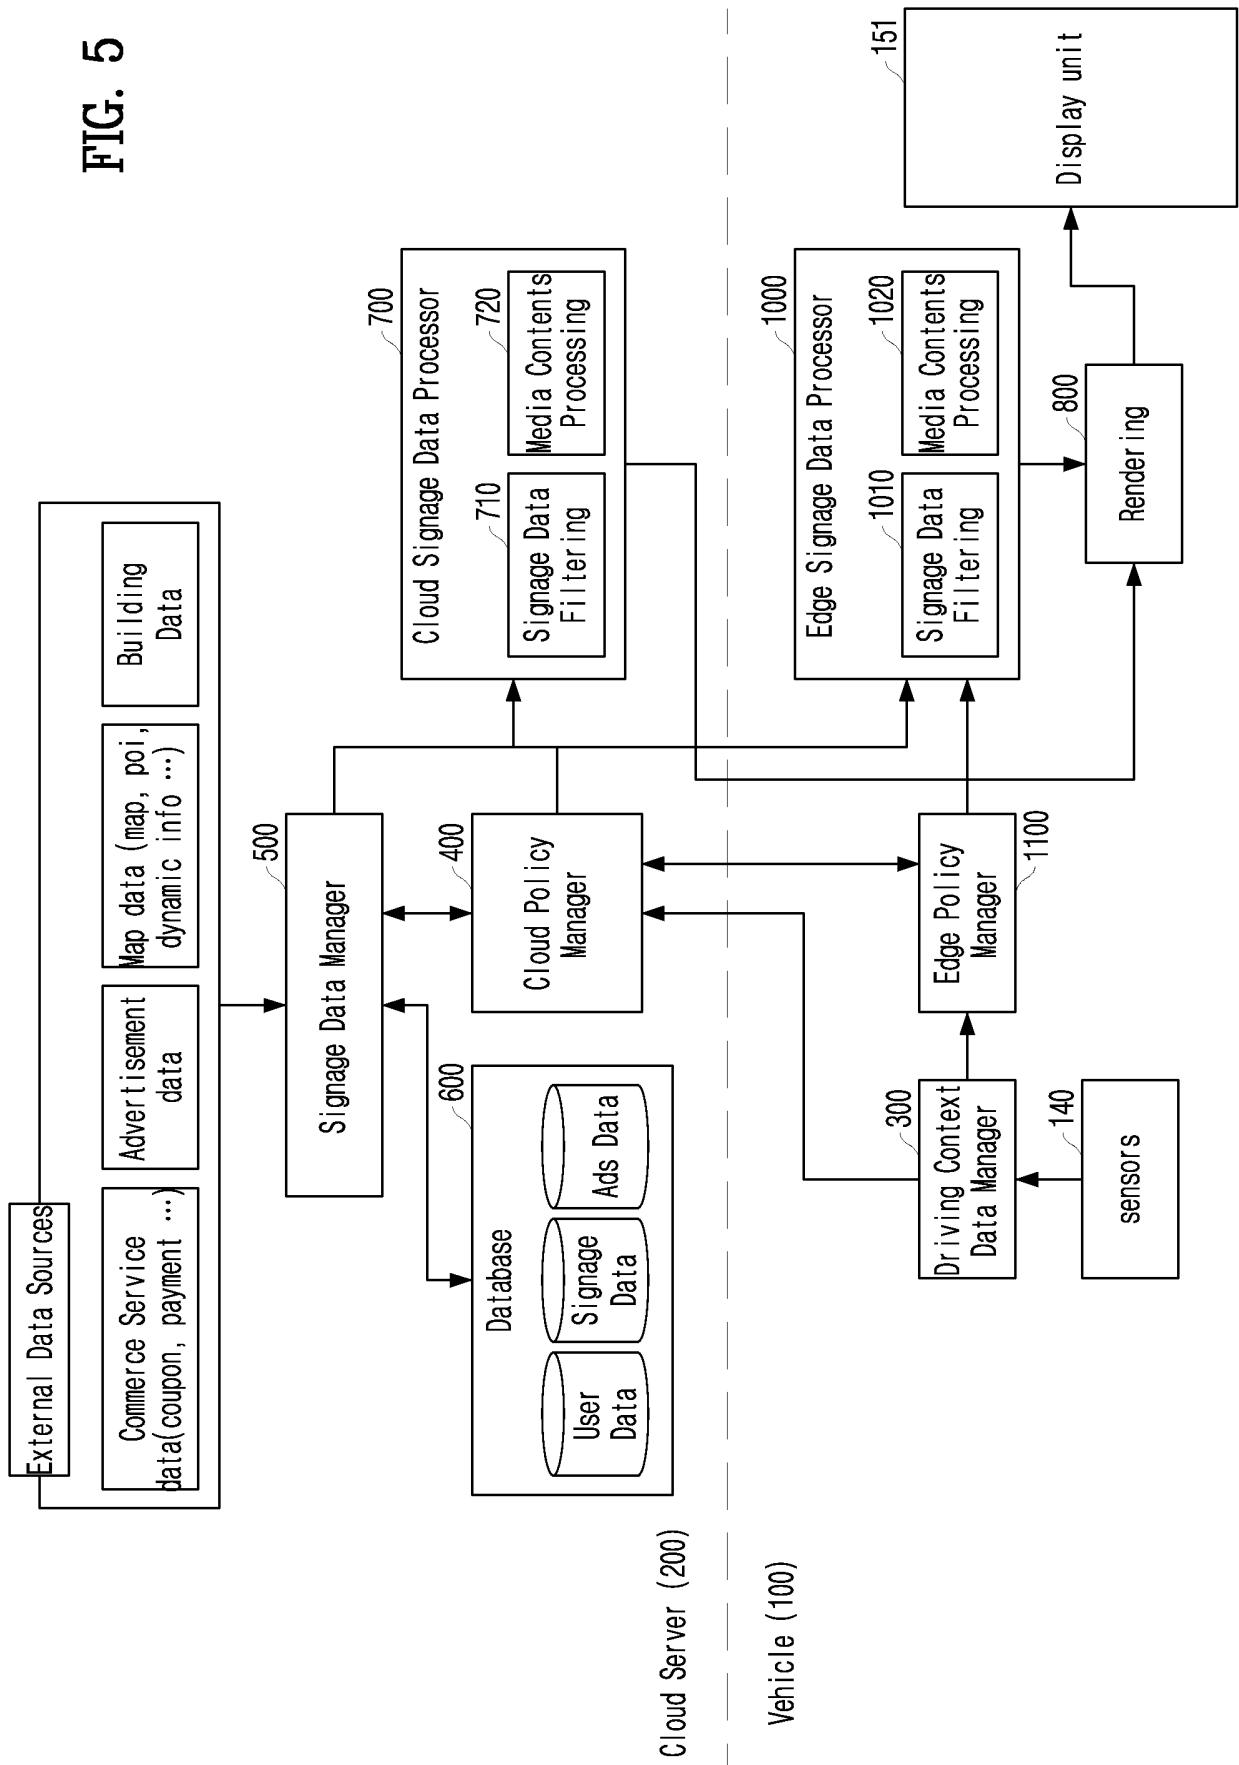 FIG. 5
External Data Sources
Commerce Service
data(coupon, payment ...)
Advertisement
data
Map data (map, poi,
dynamic info ...)
Building
Data
500
Signage Data Manager
600
Database
User
Data
Signage
Data
Ads Data
400
Cloud Policy
Manager
700
Cloud Signage Data Processor
710
Signage Data
Filtering
720
Media Contents
Processing
Cloud Server (200)
Vehicle (100)
300
Driving Context
Data Manager
140
sensors
1100
Edge Policy
Manager
1000
Edge Signage Data Processor
1010
Signage Data
Filtering
1020
Media Contents
Processing
800
Rendering
151
Display unit